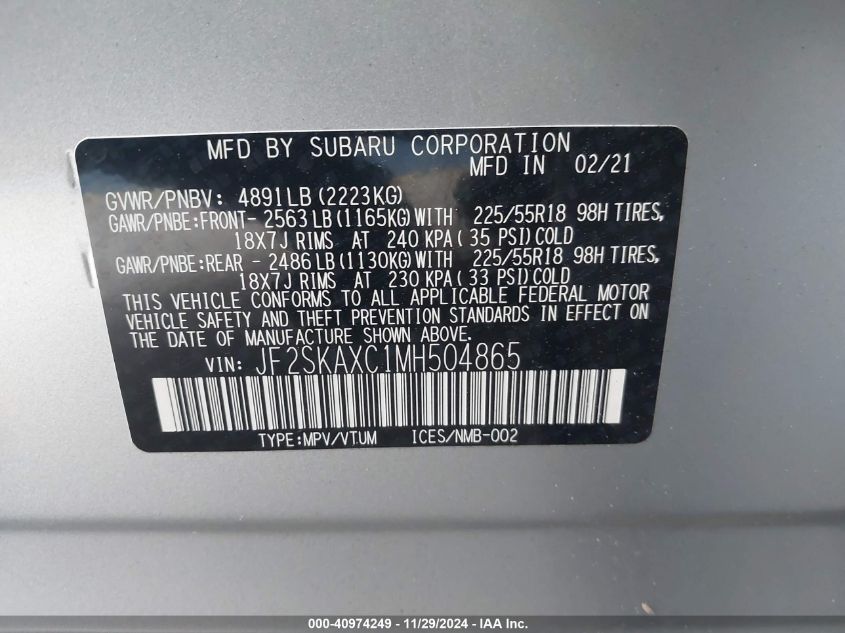 MFD BY SUBARU CORPORATION
MFD IN 02/21
GVWR/PNBV: 4891LB (2223KG)
GAWR/PNBE:FRONT- 2563LB (1165KG) WITH 225/55R18 98H TIRES,
18X7J RIMS AT 240 KPA( 35 PSI)COLD
GAWR/PNBE:REAR - 2486LB (1130KG) WITH 225/55R18 98H TIRES,
18X7J RIMS AT 230 KPA( 33 PSI)COLD
THIS VEHICLE CONFORMS TO ALL APPLICABLE FEDERAL MOTOR
VEHICLE SAFETY AND THEFT PREVENTION STANDARDS IN EFFECT ON
THE DATE OF MANUFACTURE SHOWN ABOVE.
VIN: JF2SKAXC1MH504865
TYPE:MPV/VTUM ICES/NMB-002
000-40974249 - 11/29/2024 - IAA Inc.